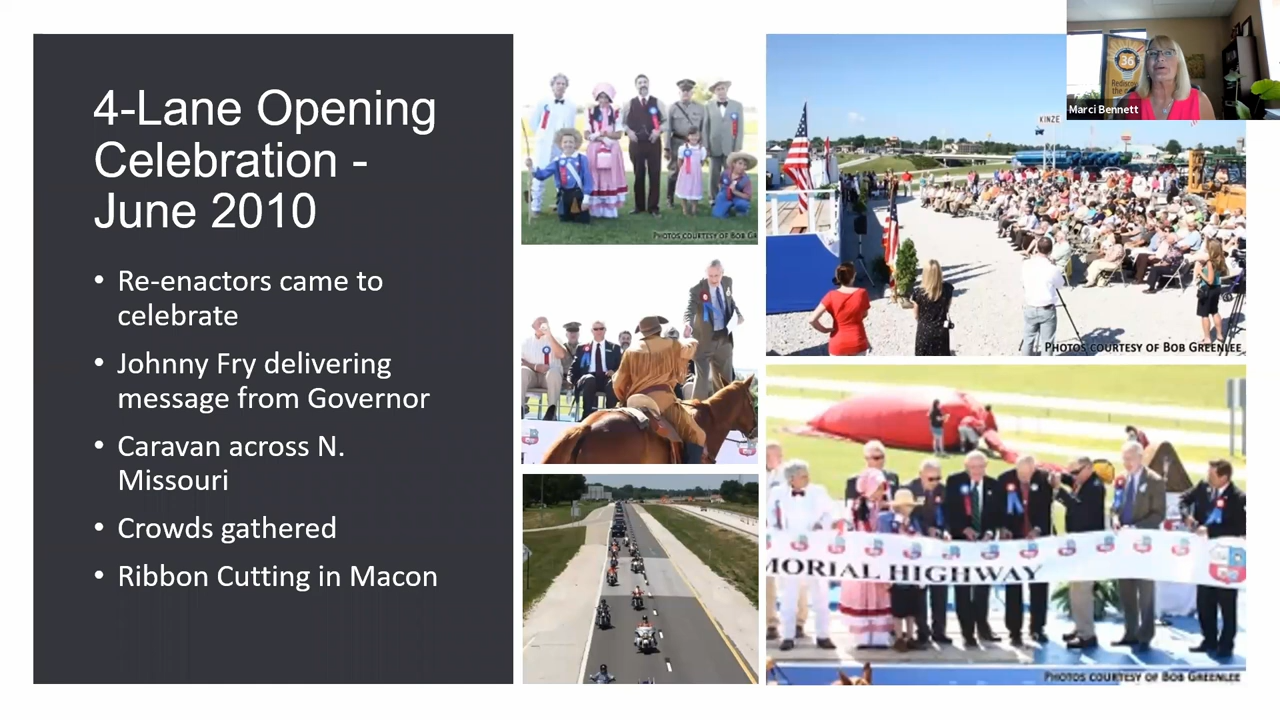 4-Lane Opening
Celebration -
June 2010
• Re-enactors came to
celebrate
• Johnny Fry delivering
message from Governor
• Caravan across N.
Missouri
• Crowds gathered
• Ribbon Cutting in Macon
PHOTOS COURTESY OF BOB GR
KINZE
PHOTOS COURTESY OF BOB GREENLEE
MORIAL HIGHWAY
PHOTOS COURTESY OF BOB GREENLEE
36
Rediscov
Marci Bennett